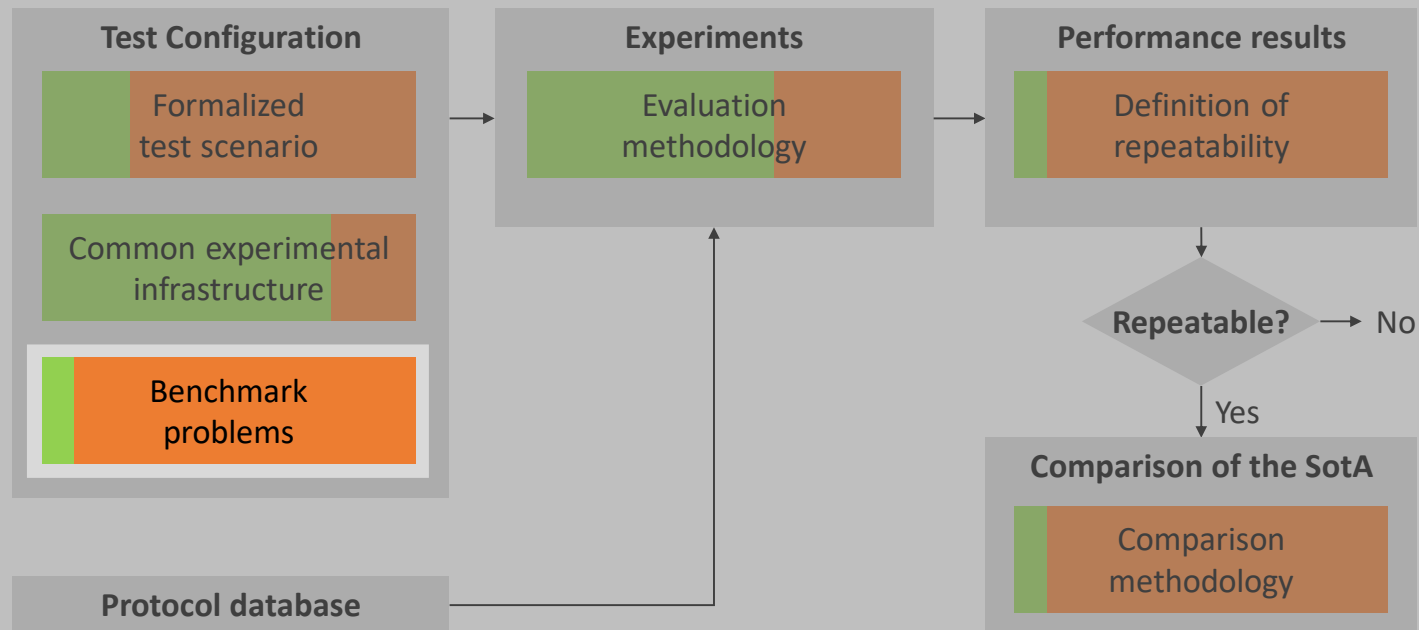 Test Configuration
Formalized
test scenario
Common experimental
infrastructure
Benchmark
problems
Protocol database
Experiments
Evaluation
methodology
Performance results
Definition of
repeatability
Repeatable?
No
Yes
Comparison of the SotA
Comparison
methodology